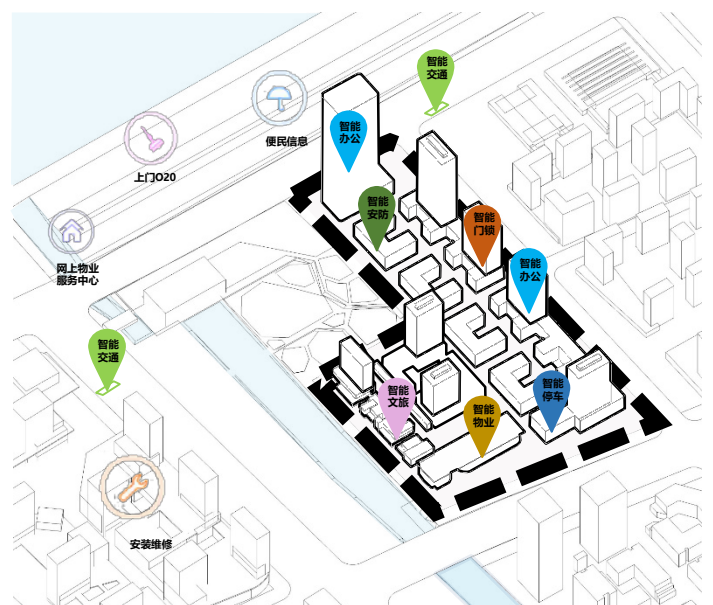 智能
交通
便民信息
智能
办公
上门O2O
智能
安防
智能
门锁
网上物业
服务中心
智能
办公
智能
交通
智能
文旅
智能
停车
智能
物业
安装维修